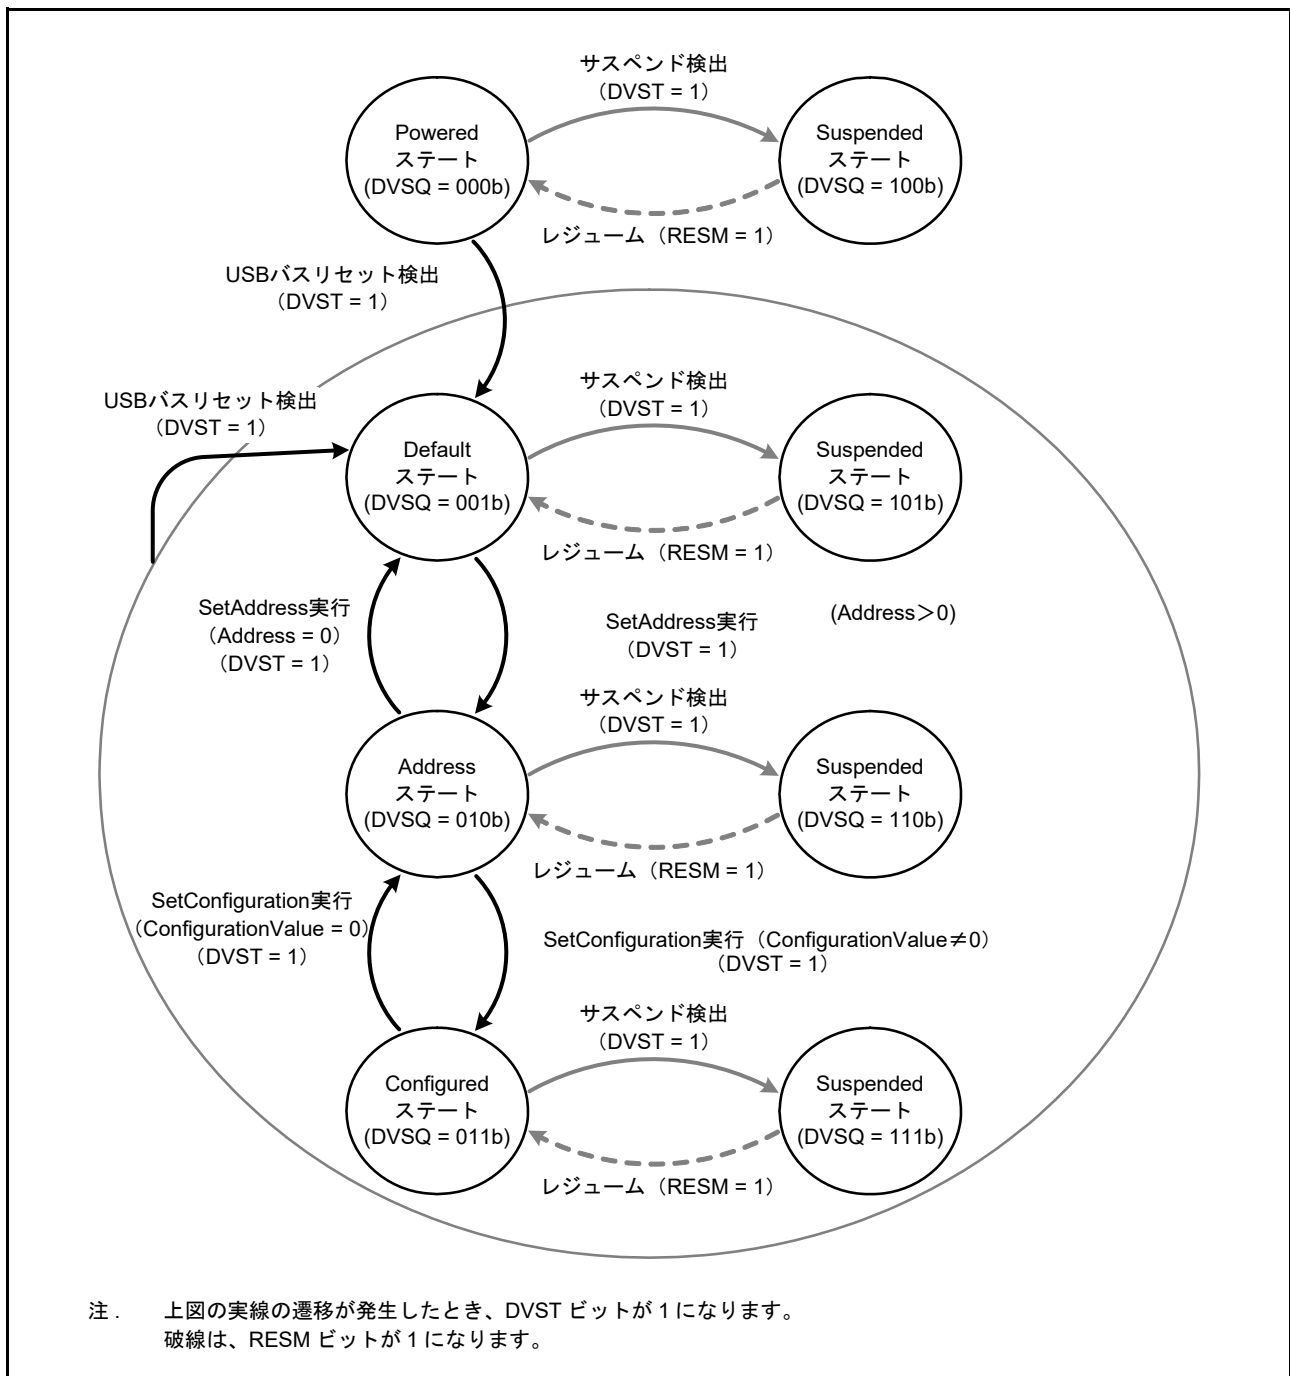 サスペンド検出
（DVST = 1）
Powered
ステート
(DVSQ = 000b)
Suspended
ステート
(DVSQ = 100b)
レジューム（RESM = 1）
USBバスリセット検出
（DVST = 1）
USBバスリセット検出
（DVST = 1）
サスペンド検出
（DVST = 1）
Default
ステート
(DVSQ = 001b)
Suspended
ステート
(DVSQ = 101b)
レジューム（RESM = 1）
SetAddress実行
（Address = 0）
（DVST = 1）
SetAddress実行
（DVST = 1）
(Address＞0)
サスペンド検出
（DVST = 1）
Address
ステート
(DVSQ = 010b)
Suspended
ステート
(DVSQ = 110b)
レジューム（RESM = 1）
SetConfiguration実行
（ConfigurationValue = 0）
（DVST = 1）
SetConfiguration実行（ConfigurationValue≠0）
（DVST = 1）
サスペンド検出
（DVST = 1）
Configured
ステート
(DVSQ = 011b)
Suspended
ステート
(DVSQ = 111b)
レジューム（RESM = 1）
注 . 上図の実線の遷移が発生したとき、DVST ビットが 1 になります。
破線は、RESM ビットが 1 になります。